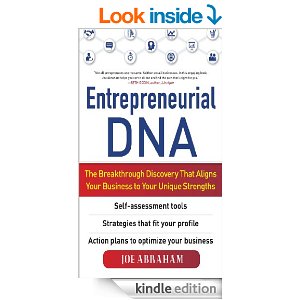 Look inside
Entrepreneurial
DNA
The Breakthrough Discovery That Aligns
Your Business to Your Unique Strengths
Self-assessment tools
Strategies that fit your profile
Action plans to optimize your business
JOE ABRAHAM
kindle edition